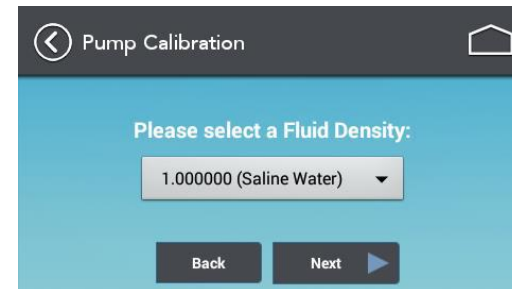 Pump Calibration
Please select a Fluid Density:
1.000000 (Saline Water)
Back Next